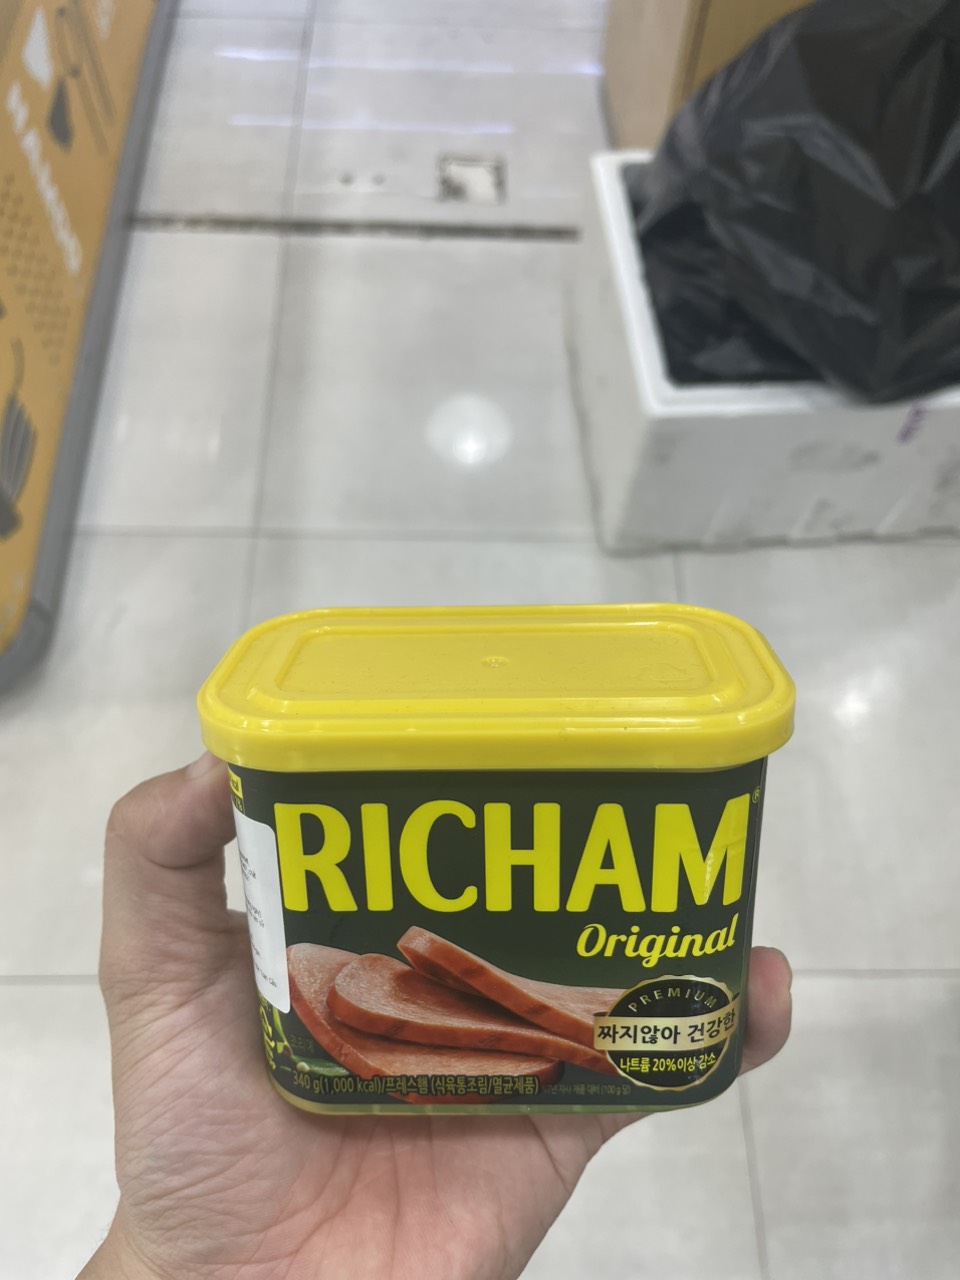 NANUDO
RICHAM®
Original
PREMIUM
짜지않아 건강한
나트륨 20%이상 감소
340 g(1,000 kcal)/프레스햄 (식육통조림/멸균제품)